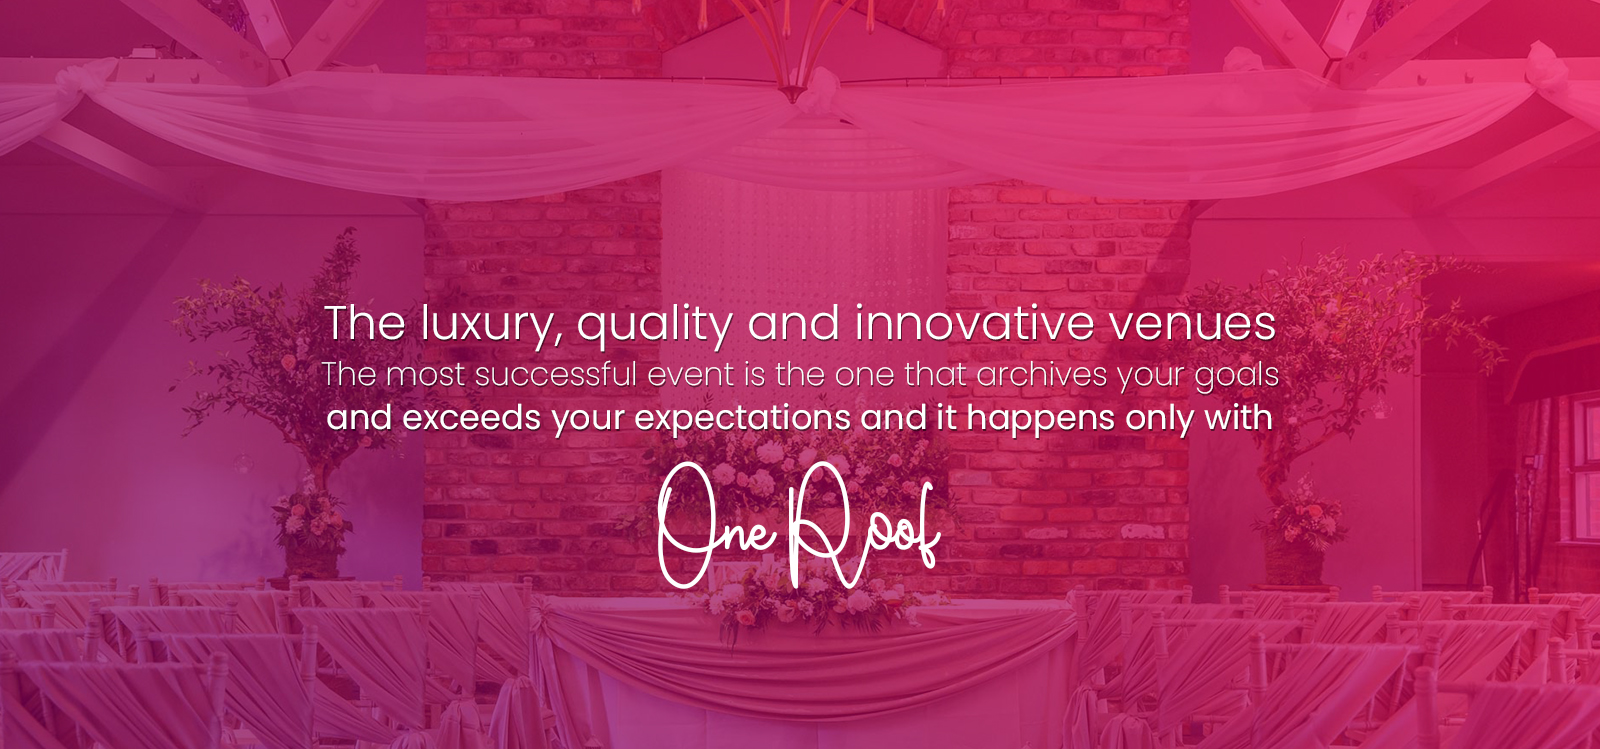 The luxury, quality and innovative venues
The most successful event is the one that archives your goals
and exceeds your expectations and it happens only with
One Roof